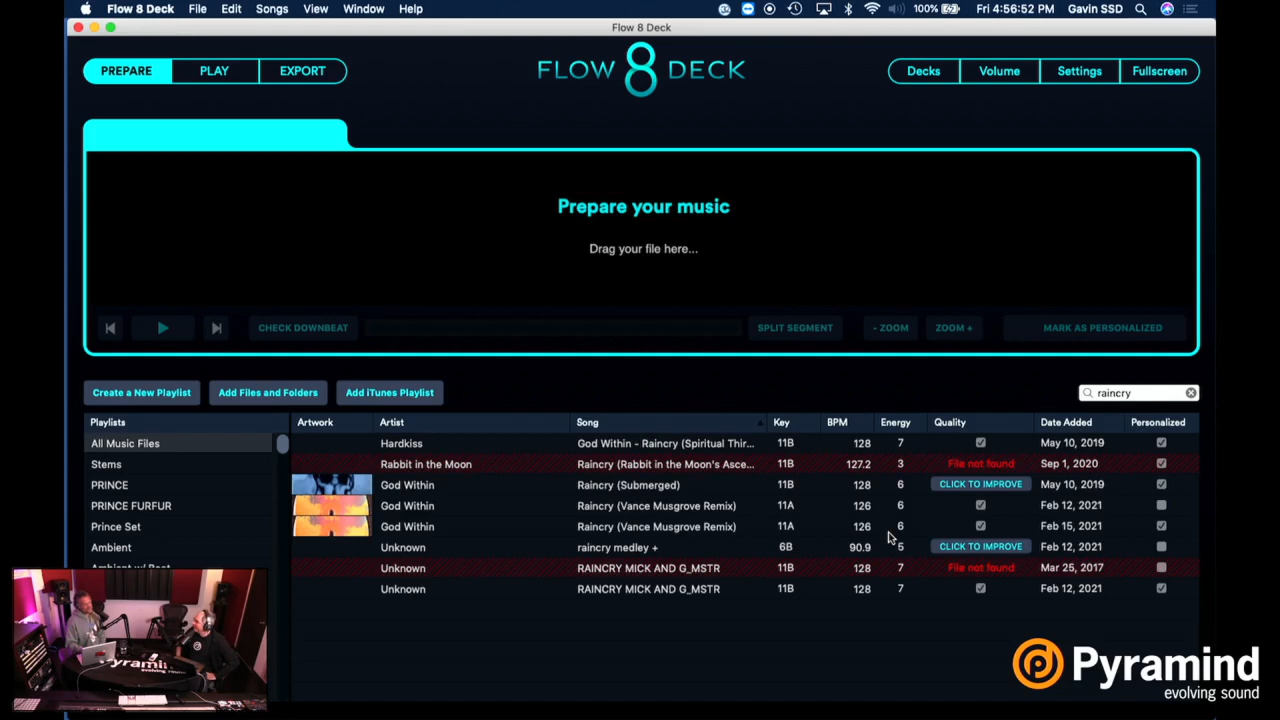 Flow 8 Deck File Edit Songs View Window Help 100% Fri 4:56:52 PM Gavin SSD
Flow 8 Deck
PREPARE PLAY EXPORT FLOW 8 DECK Decks Volume Settings Fullscreen
Prepare your music
Drag your file here...
CHECK DOWNBEAT SPLIT SEGMENT - ZOOM ZOOM + MARK AS PERSONALIZED
Create a New Playlist Add Files and Folders Add iTunes Playlist raincry
Playlists Artwork Artist Song Key BPM Energy Quality Date Added Personalized
All Music Files Hardkiss God Within - Raincry (Spiritual Thir... 11B 128 7 May 10, 2019
Stems Rabbit in the Moon Raincry (Rabbit in the Moon's Asce... 11B 127.2 3 File not found Sep 1, 2020
PRINCE God Within Raincry (Submerged) 11B 128 6 CLICK TO IMPROVE May 10, 2019
PRINCE FURFUR God Within Raincry (Vance Musgrove Remix) 11A 126 6 Feb 12, 2021
Prince Set God Within Raincry (Vance Musgrove Remix) 11A 126 6 Feb 15, 2021
Ambient Unknown raincry medley + 6B 90.9 5 CLICK TO IMPROVE Feb 12, 2021
Unknown RAINCRY MICK AND G_MSTR 11B 128 7 File not found Mar 25, 2017
Unknown RAINCRY MICK AND G_MSTR 11B 128 7 Feb 12, 2021
Pyramind
evolving sound